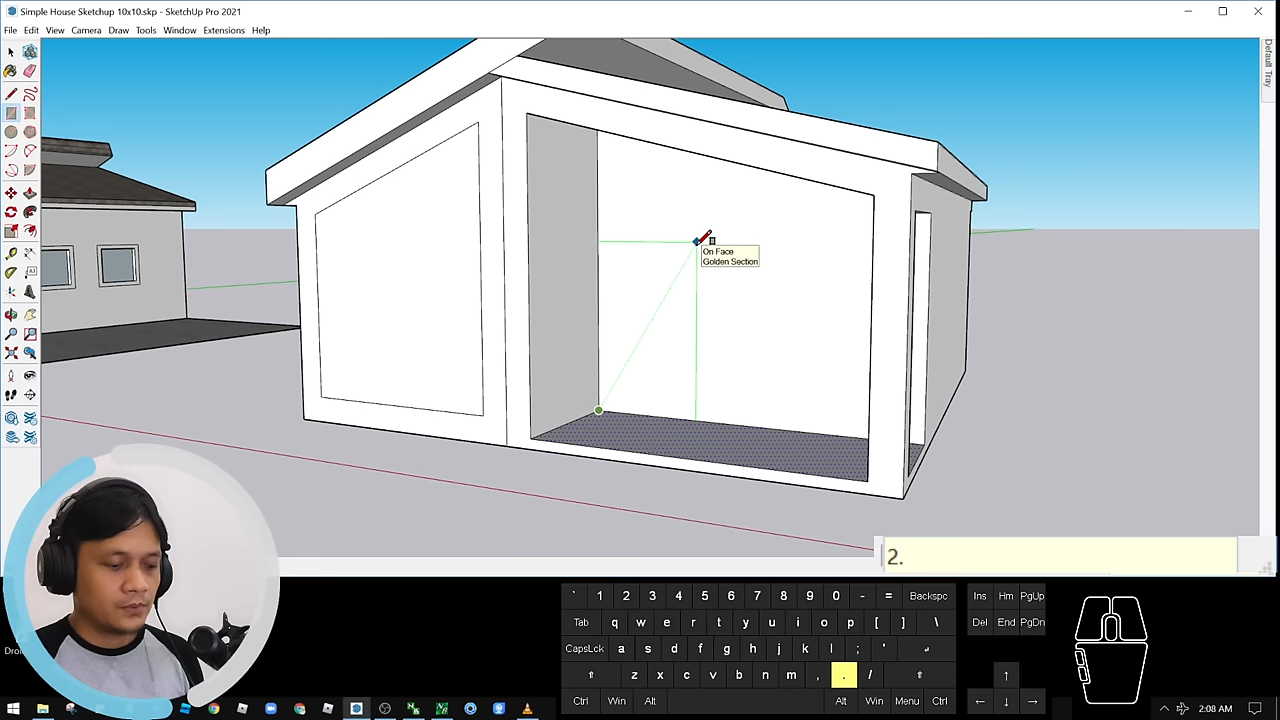 Simple House Sketchup 10x10.skp - SketchUp Pro 2021
File Edit View Camera Draw Tools Window Extensions Help
Default Tray
On Face
Golden Section
2.
` 1 2 3 4 5 6 7 8 9 0 - = Backspc Ins Hm PgUp
Tab q w e r t y u i o p [ ] \ Del End PgDn
CapsLck a s d f g h j k l ; ' ↵
⇧ z x c v b n m , . / ⇧ ↑
Ctrl Win Alt Alt Win Menu Ctrl ← ↓ →
2:08 AM